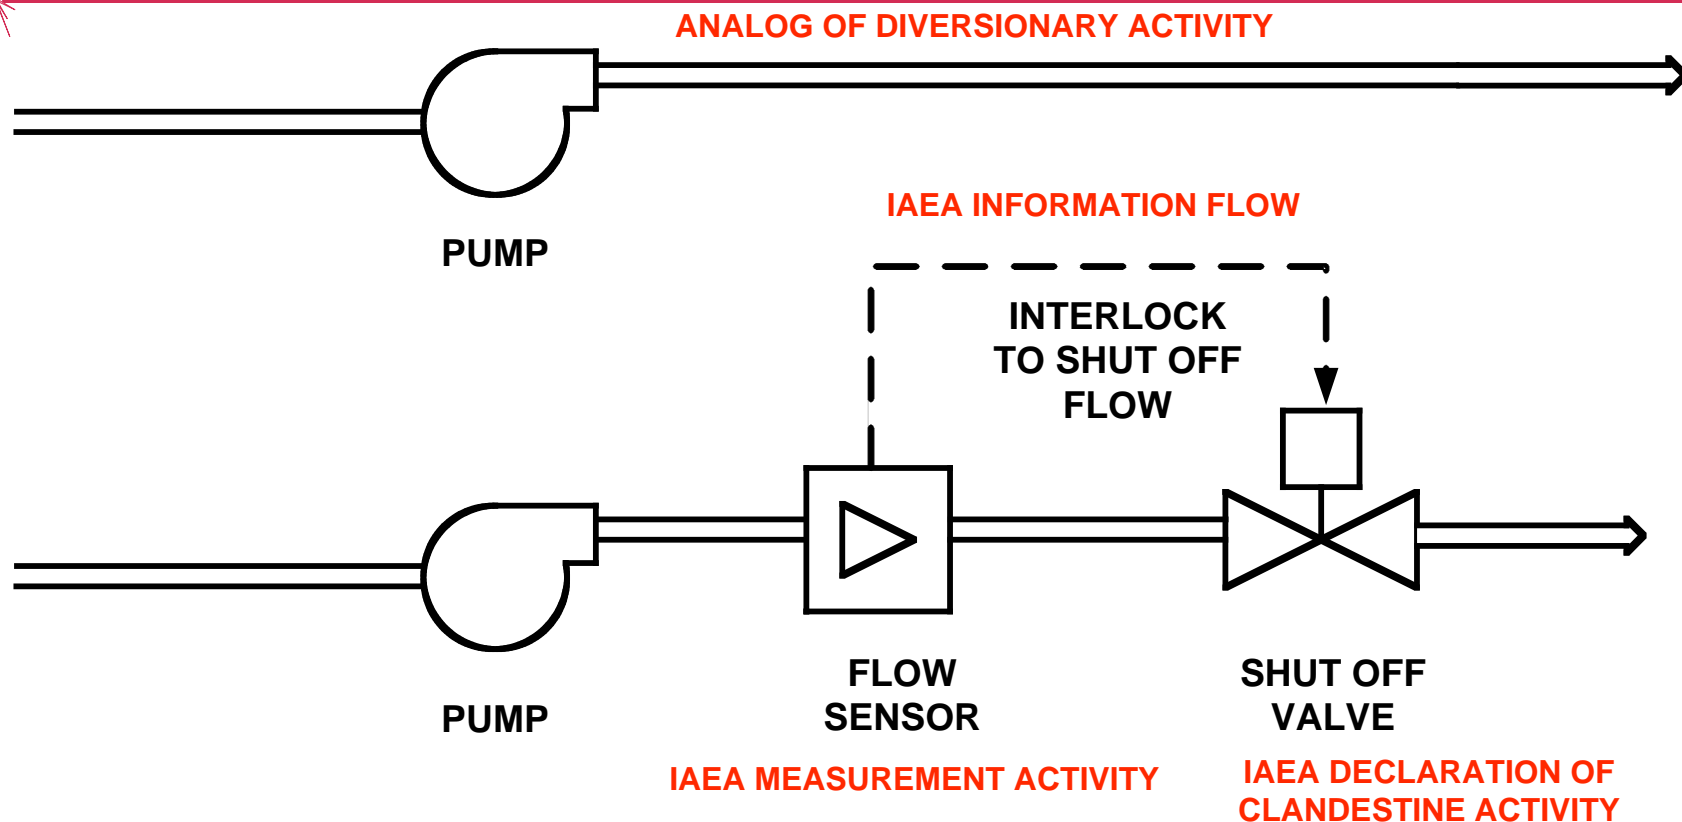 ANALOG OF DIVERSIONARY ACTIVITY
PUMP
IAEA INFORMATION FLOW
INTERLOCK
TO SHUT OFF
FLOW
PUMP
FLOW
SENSOR
SHUT OFF
VALVE
IAEA MEASUREMENT ACTIVITY
IAEA DECLARATION OF
CLANDESTINE ACTIVITY